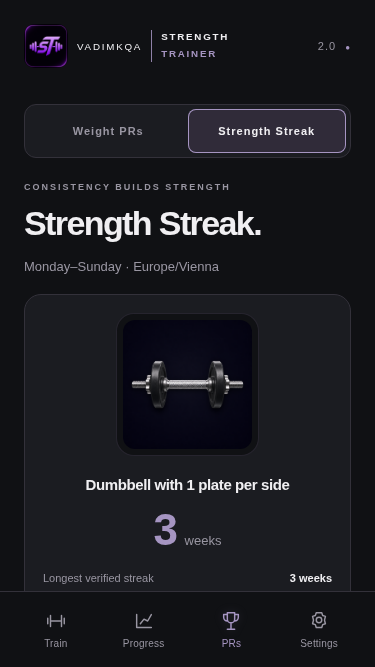 ST
VADIMKQA
STRENGTH
TRAINER
2.0
Weight PRs
Strength Streak
CONSISTENCY BUILDS STRENGTH
Strength Streak.
Monday–Sunday · Europe/Vienna
Dumbbell with 1 plate per side
3 weeks
Longest verified streak 3 weeks
Train
Progress
PRs
Settings